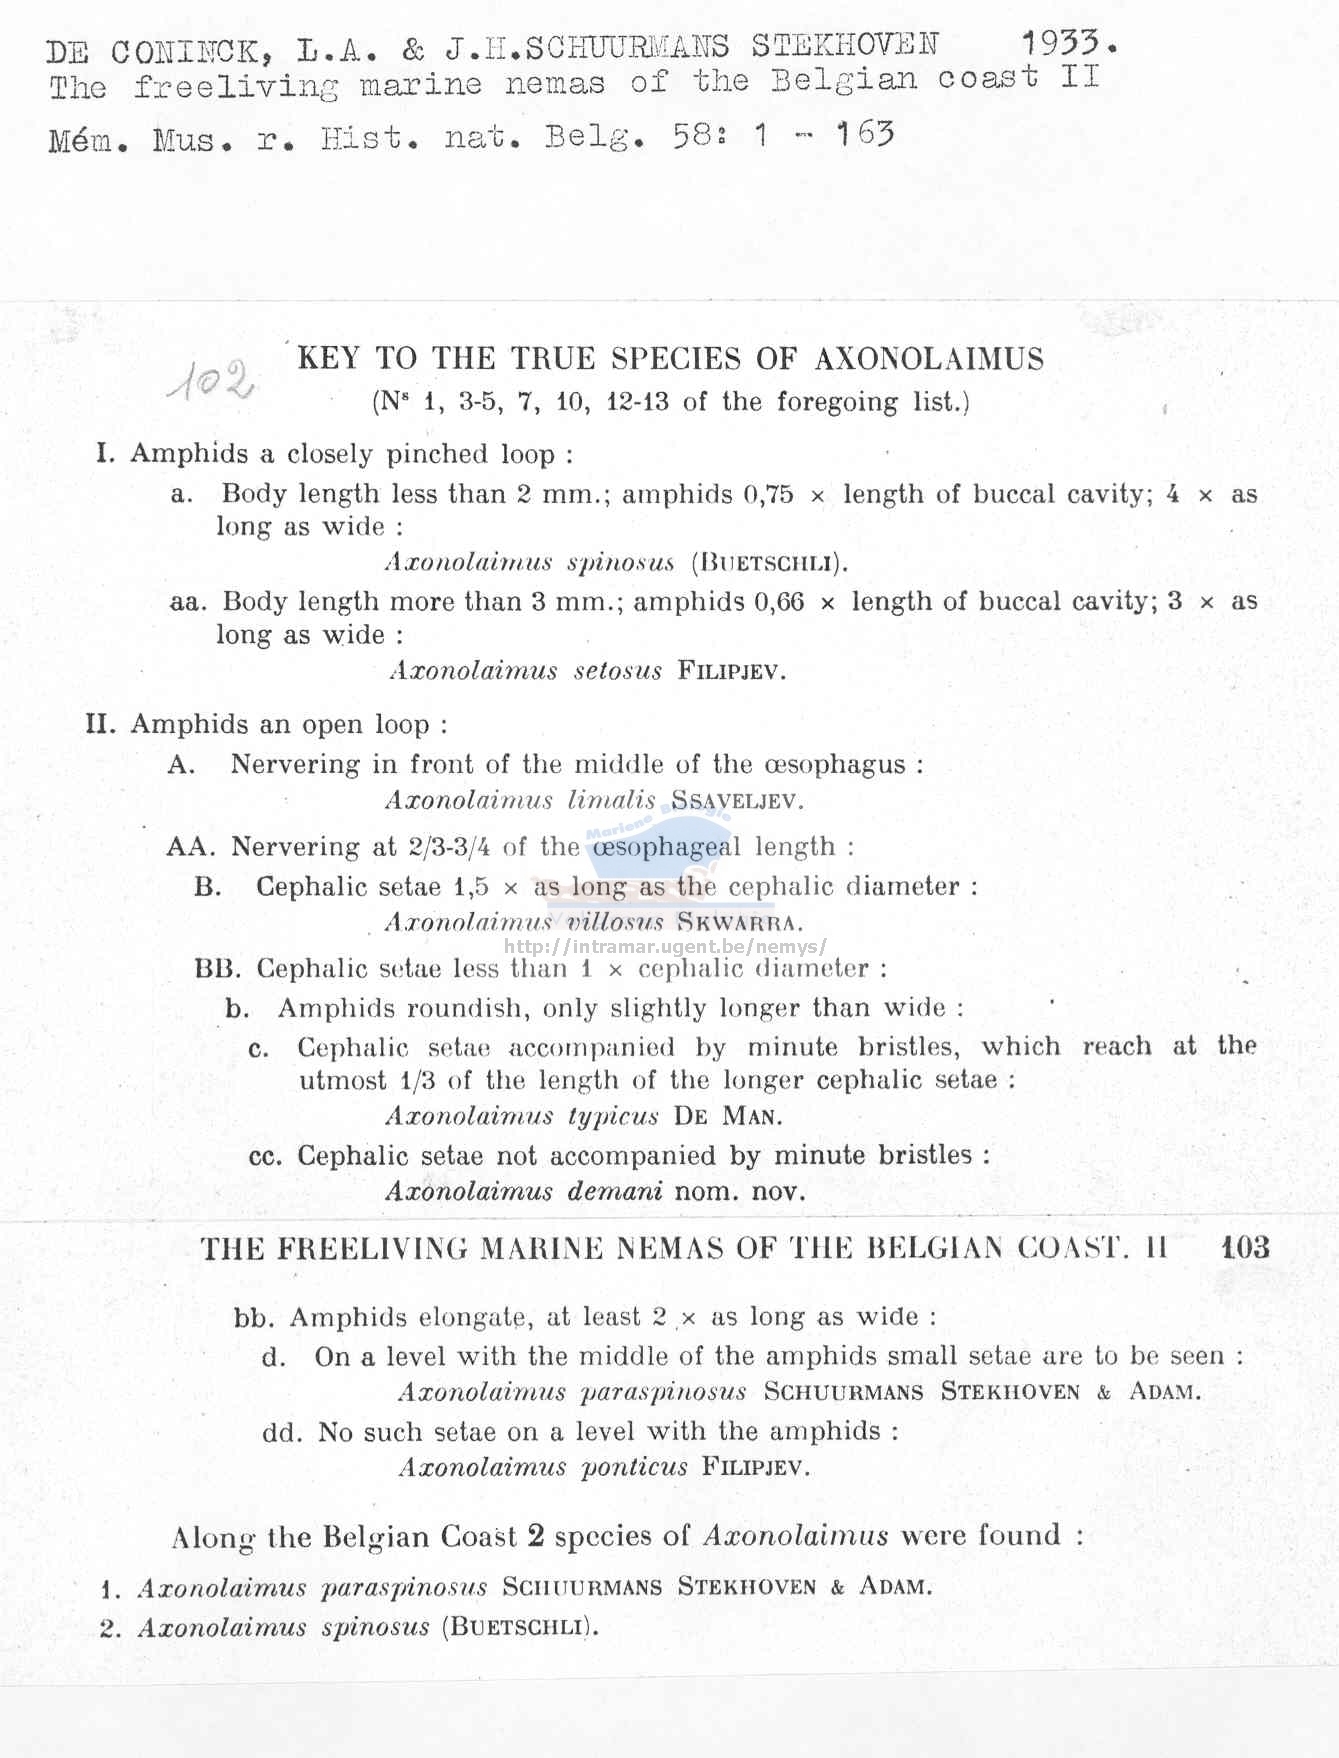 DE CONINCK, L.A. & J.H.SCHUURMANS STEKHOVEN 1933.
The freeliving marine nemas of the Belgian coast II
Mém. Mus. r. Hist. nat. Belg. 58: 1 - 163
102
KEY TO THE TRUE SPECIES OF AXONOLAIMUS
(Nˢ 1, 3-5, 7, 10, 12-13 of the foregoing list.)
I. Amphids a closely pinched loop :
a. Body length less than 2 mm.; amphids 0,75 × length of buccal cavity; 4 × as
long as wide :
Axonolaimus spinosus (BUETSCHLI).
aa. Body length more than 3 mm.; amphids 0,66 × length of buccal cavity; 3 × as
long as wide :
Axonolaimus setosus FILIPJEV.
II. Amphids an open loop :
A. Nervering in front of the middle of the œsophagus :
Axonolaimus limalis SSAVELJEV.
AA. Nervering at 2/3-3/4 of the œsophageal length :
B. Cephalic setae 1,5 × as long as the cephalic diameter :
Axonolaimus villosus SKWARRA.
http://intramar.ugent.be/nemys/
BB. Cephalic setae less than 1 × cephalic diameter :
b. Amphids roundish, only slightly longer than wide :
c. Cephalic setae accompanied by minute bristles, which reach at the
utmost 1/3 of the length of the longer cephalic setae :
Axonolaimus typicus DE MAN.
cc. Cephalic setae not accompanied by minute bristles :
Axonolaimus demani nom. nov.
THE FREELIVING MARINE NEMAS OF THE BELGIAN COAST. II 103
bb. Amphids elongate, at least 2 × as long as wide :
d. On a level with the middle of the amphids small setae are to be seen :
Axonolaimus paraspinosus SCHUURMANS STEKHOVEN & ADAM.
dd. No such setae on a level with the amphids :
Axonolaimus ponticus FILIPJEV.
Along the Belgian Coast 2 species of Axonolaimus were found :
1. Axonolaimus paraspinosus SCHUURMANS STEKHOVEN & ADAM.
2. Axonolaimus spinosus (BUETSCHLI).